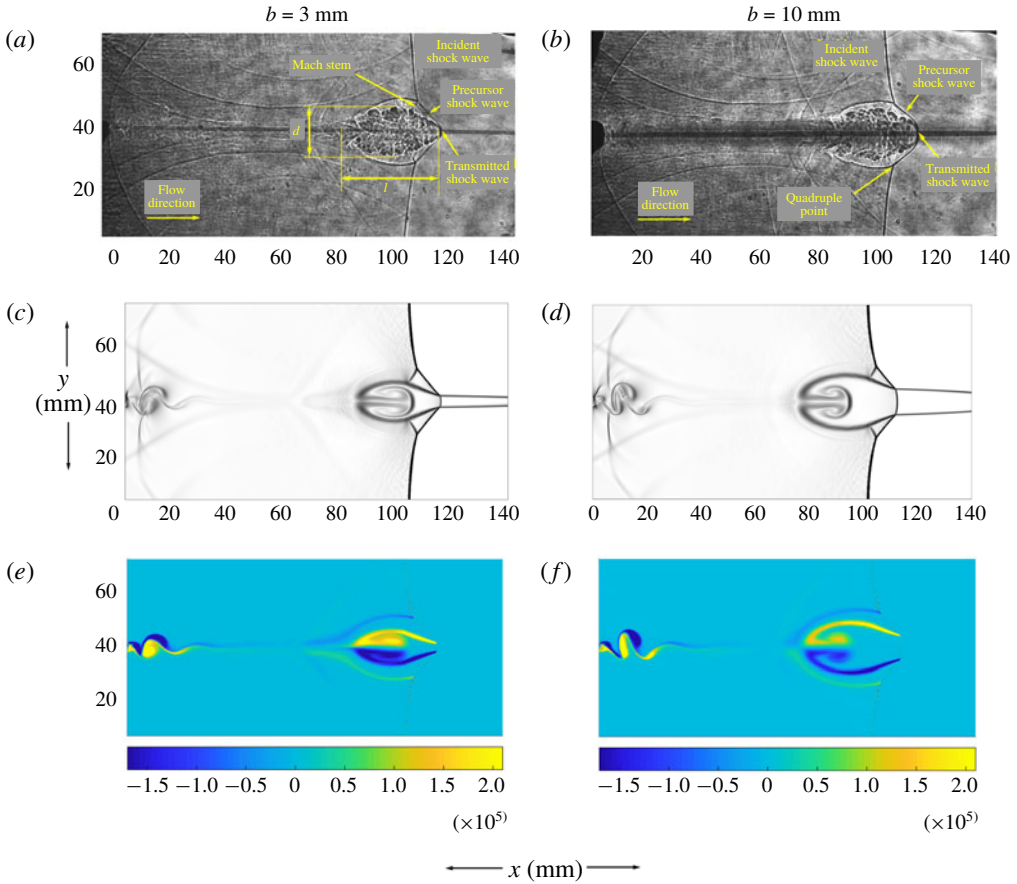 b = 3 mm
b = 10 mm
(a)
60
40
20
Mach stem
Incident
shock wave
Precursor
shock wave
d
l
Transmitted
shock wave
Flow
direction
0 20 40 60 80 100 120 140
(b)
Incident
shock wave
Precursor
shock wave
Transmitted
shock wave
Quadruple
point
Flow
direction
20 40 60 80 100 120 140
(c)
60
40
20
y
(mm)
0 20 40 60 80 100 120 140
(d)
0 20 40 60 80 100 120 140
(e)
60
40
20
−1.5 −1.0 −0.5 0 0.5 1.0 1.5 2.0
(×10⁵)
(f)
−1.5 −1.0 −0.5 0 0.5 1.0 1.5 2.0
(×10⁵)
x (mm)